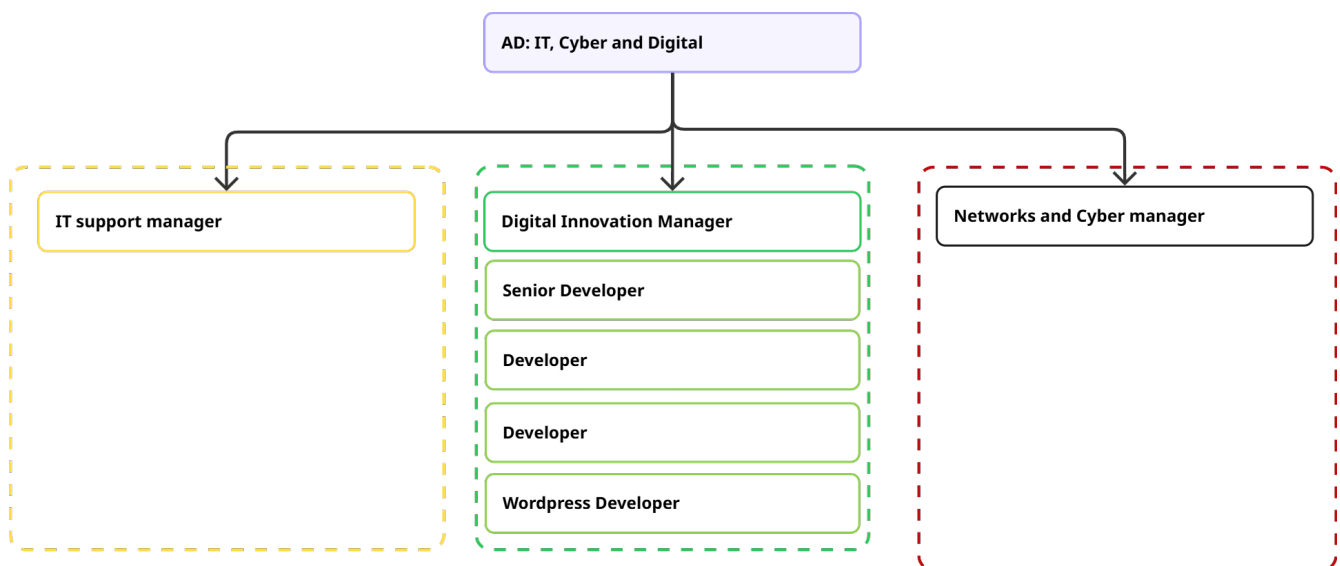 AD: IT, Cyber and Digital
IT support manager
Digital Innovation Manager
Networks and Cyber manager
Senior Developer
Developer
Developer
Wordpress Developer